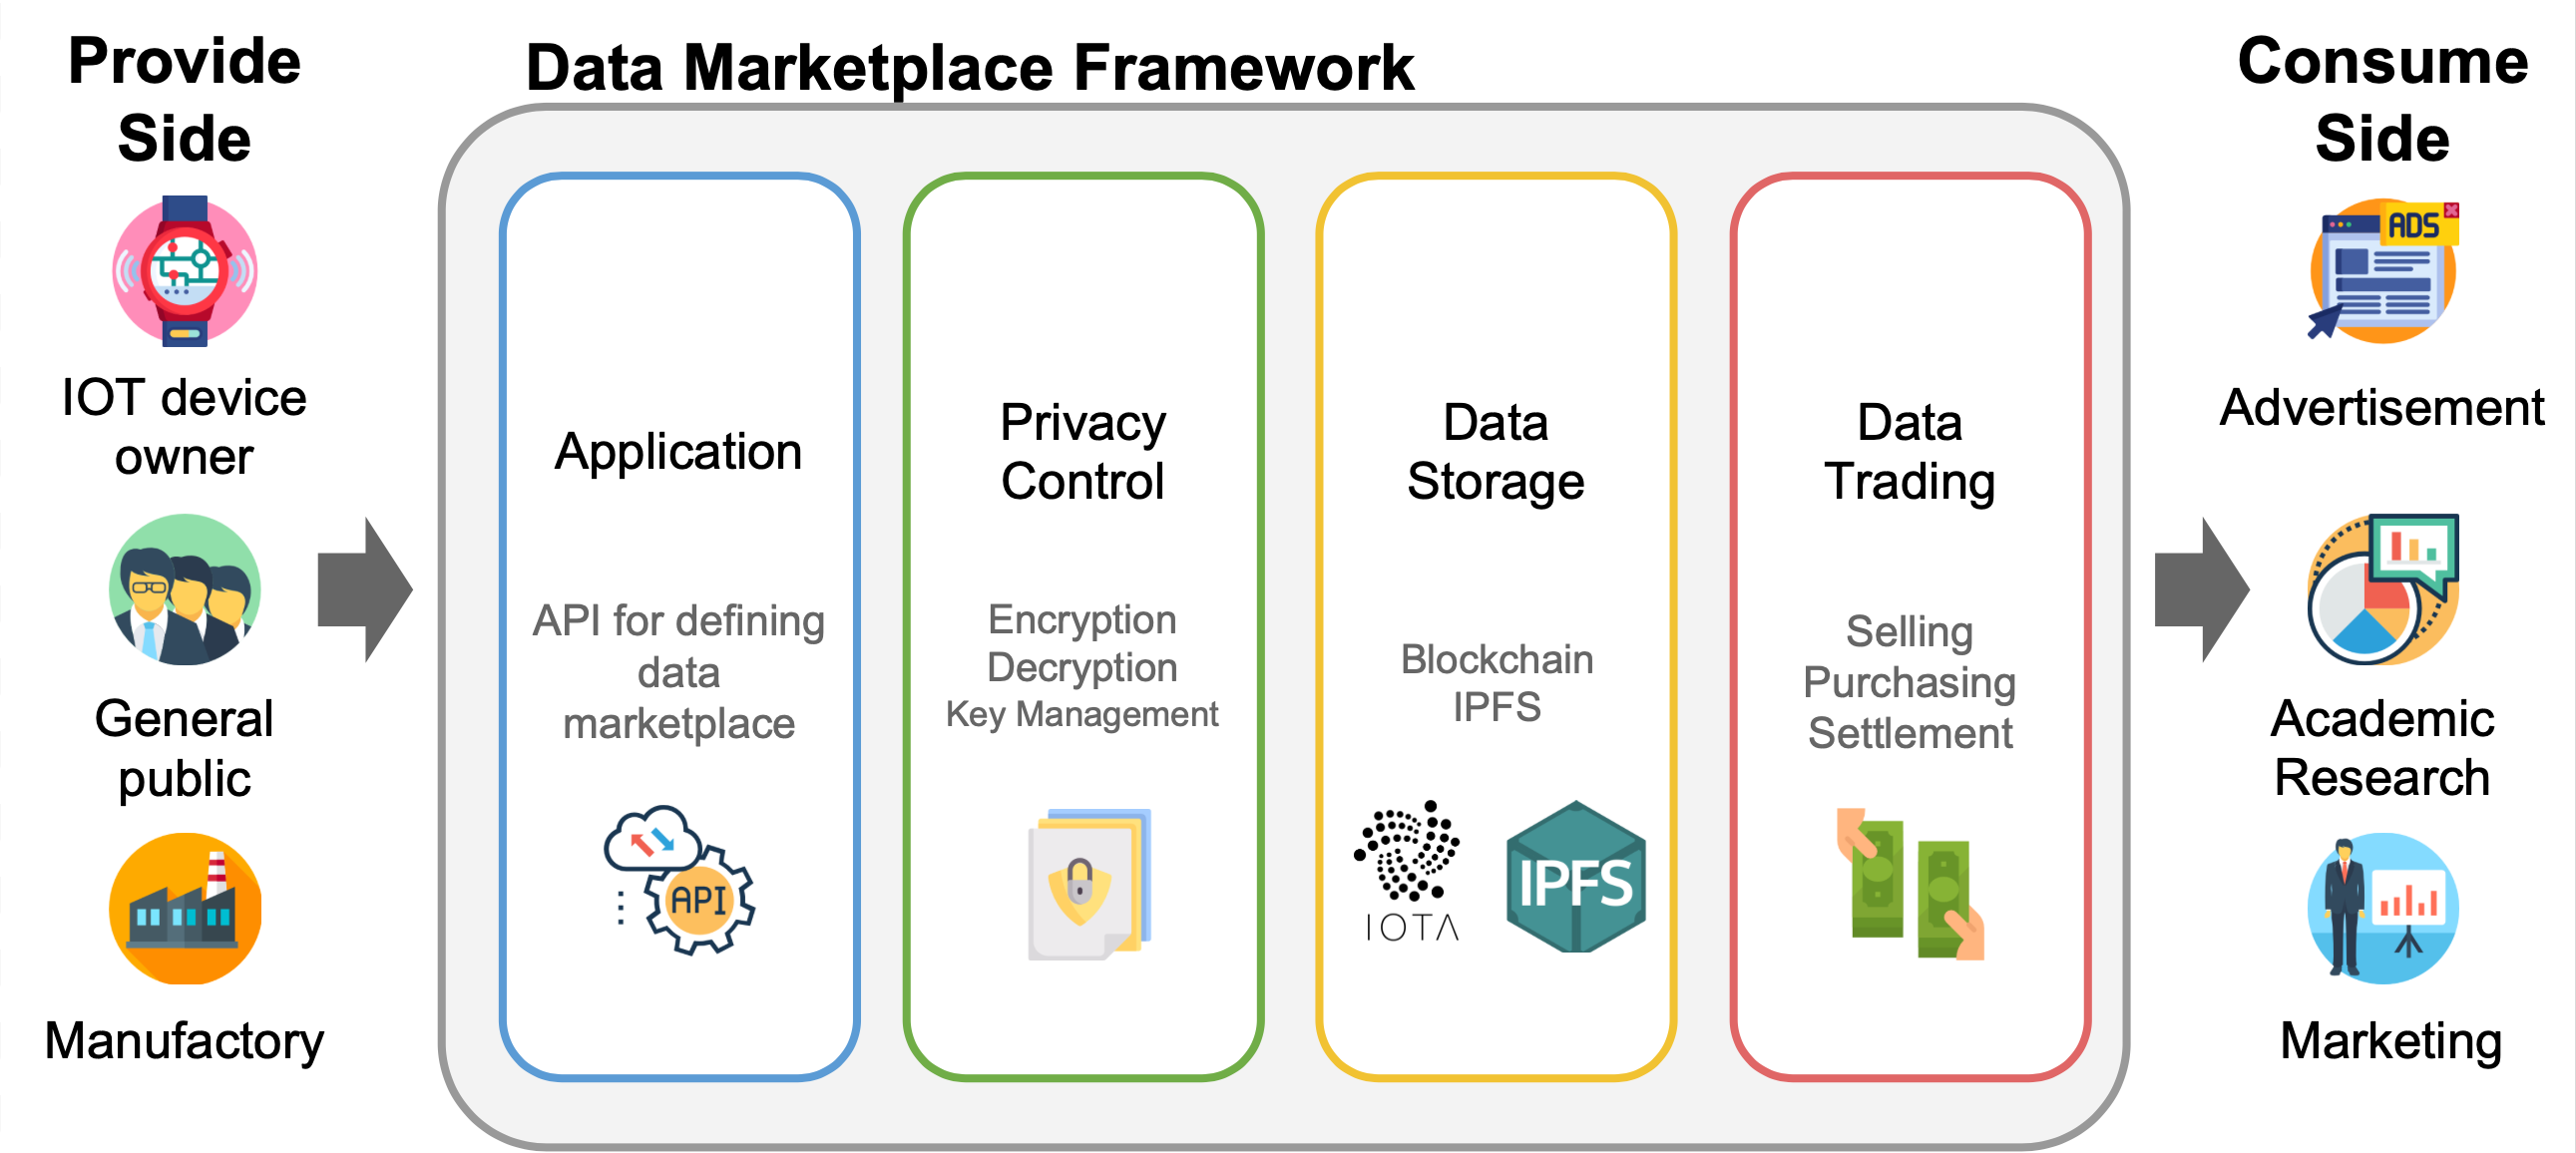 Provide
Side
IOT device
owner
General
public
Manufactory
Data Marketplace Framework
Application
API for defining
data
marketplace
API
Privacy
Control
Encryption
Decryption
Key Management
Data
Storage
Blockchain
IPFS
IOTA
IPFS
Data
Trading
Selling
Purchasing
Settlement
Consume
Side
ADS
Advertisement
Academic
Research
Marketing